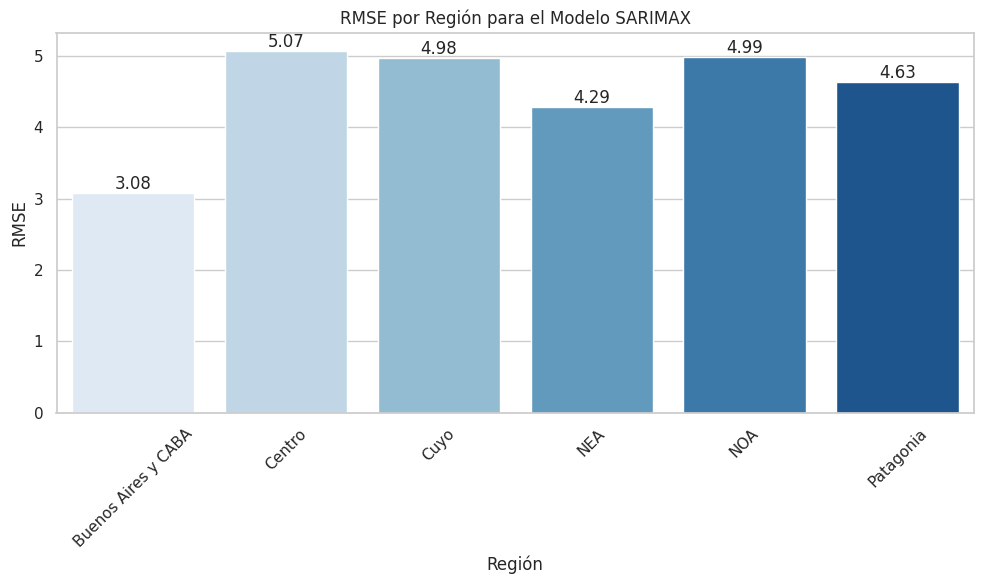 RMSE por Región para el Modelo SARIMAX
RMSE
5
4
3
2
1
0
3.08
5.07
4.98
4.29
4.99
4.63
Buenos Aires y CABA
Centro
Cuyo
NEA
NOA
Patagonia
Región